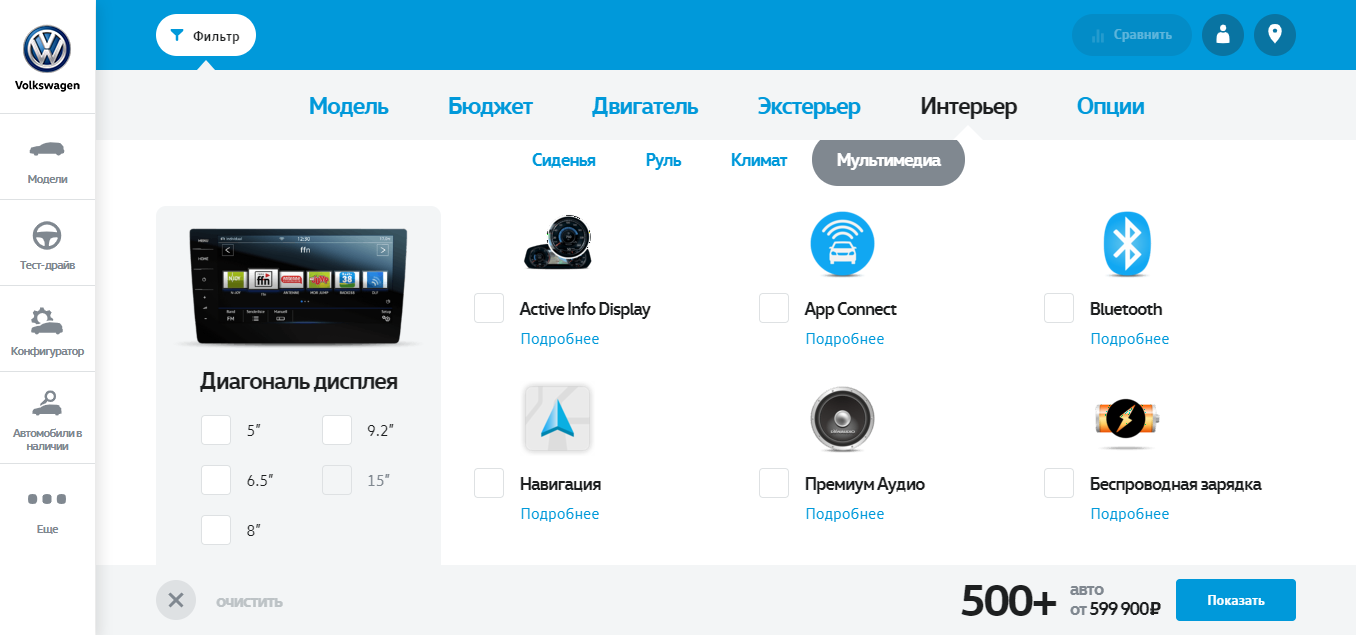 Фильтр
Сравнить
Volkswagen
Модель
Бюджет
Двигатель
Экстерьер
Интерьер
Опции
Сиденья
Руль
Климат
Мультимедиа
Модели
Тест-драйв
Конфигуратор
Автомобили в
наличии
Еще
12:30
ffn
Диагональ дисплея
5″
9.2″
6.5″
15″
8″
Active Info Display
Подробнее
App Connect
Подробнее
Bluetooth
Подробнее
Навигация
Подробнее
Премиум Аудио
Подробнее
Беспроводная зарядка
Подробнее
ОЧИСТИТЬ
500+
авто
от 599 900₽
Показать